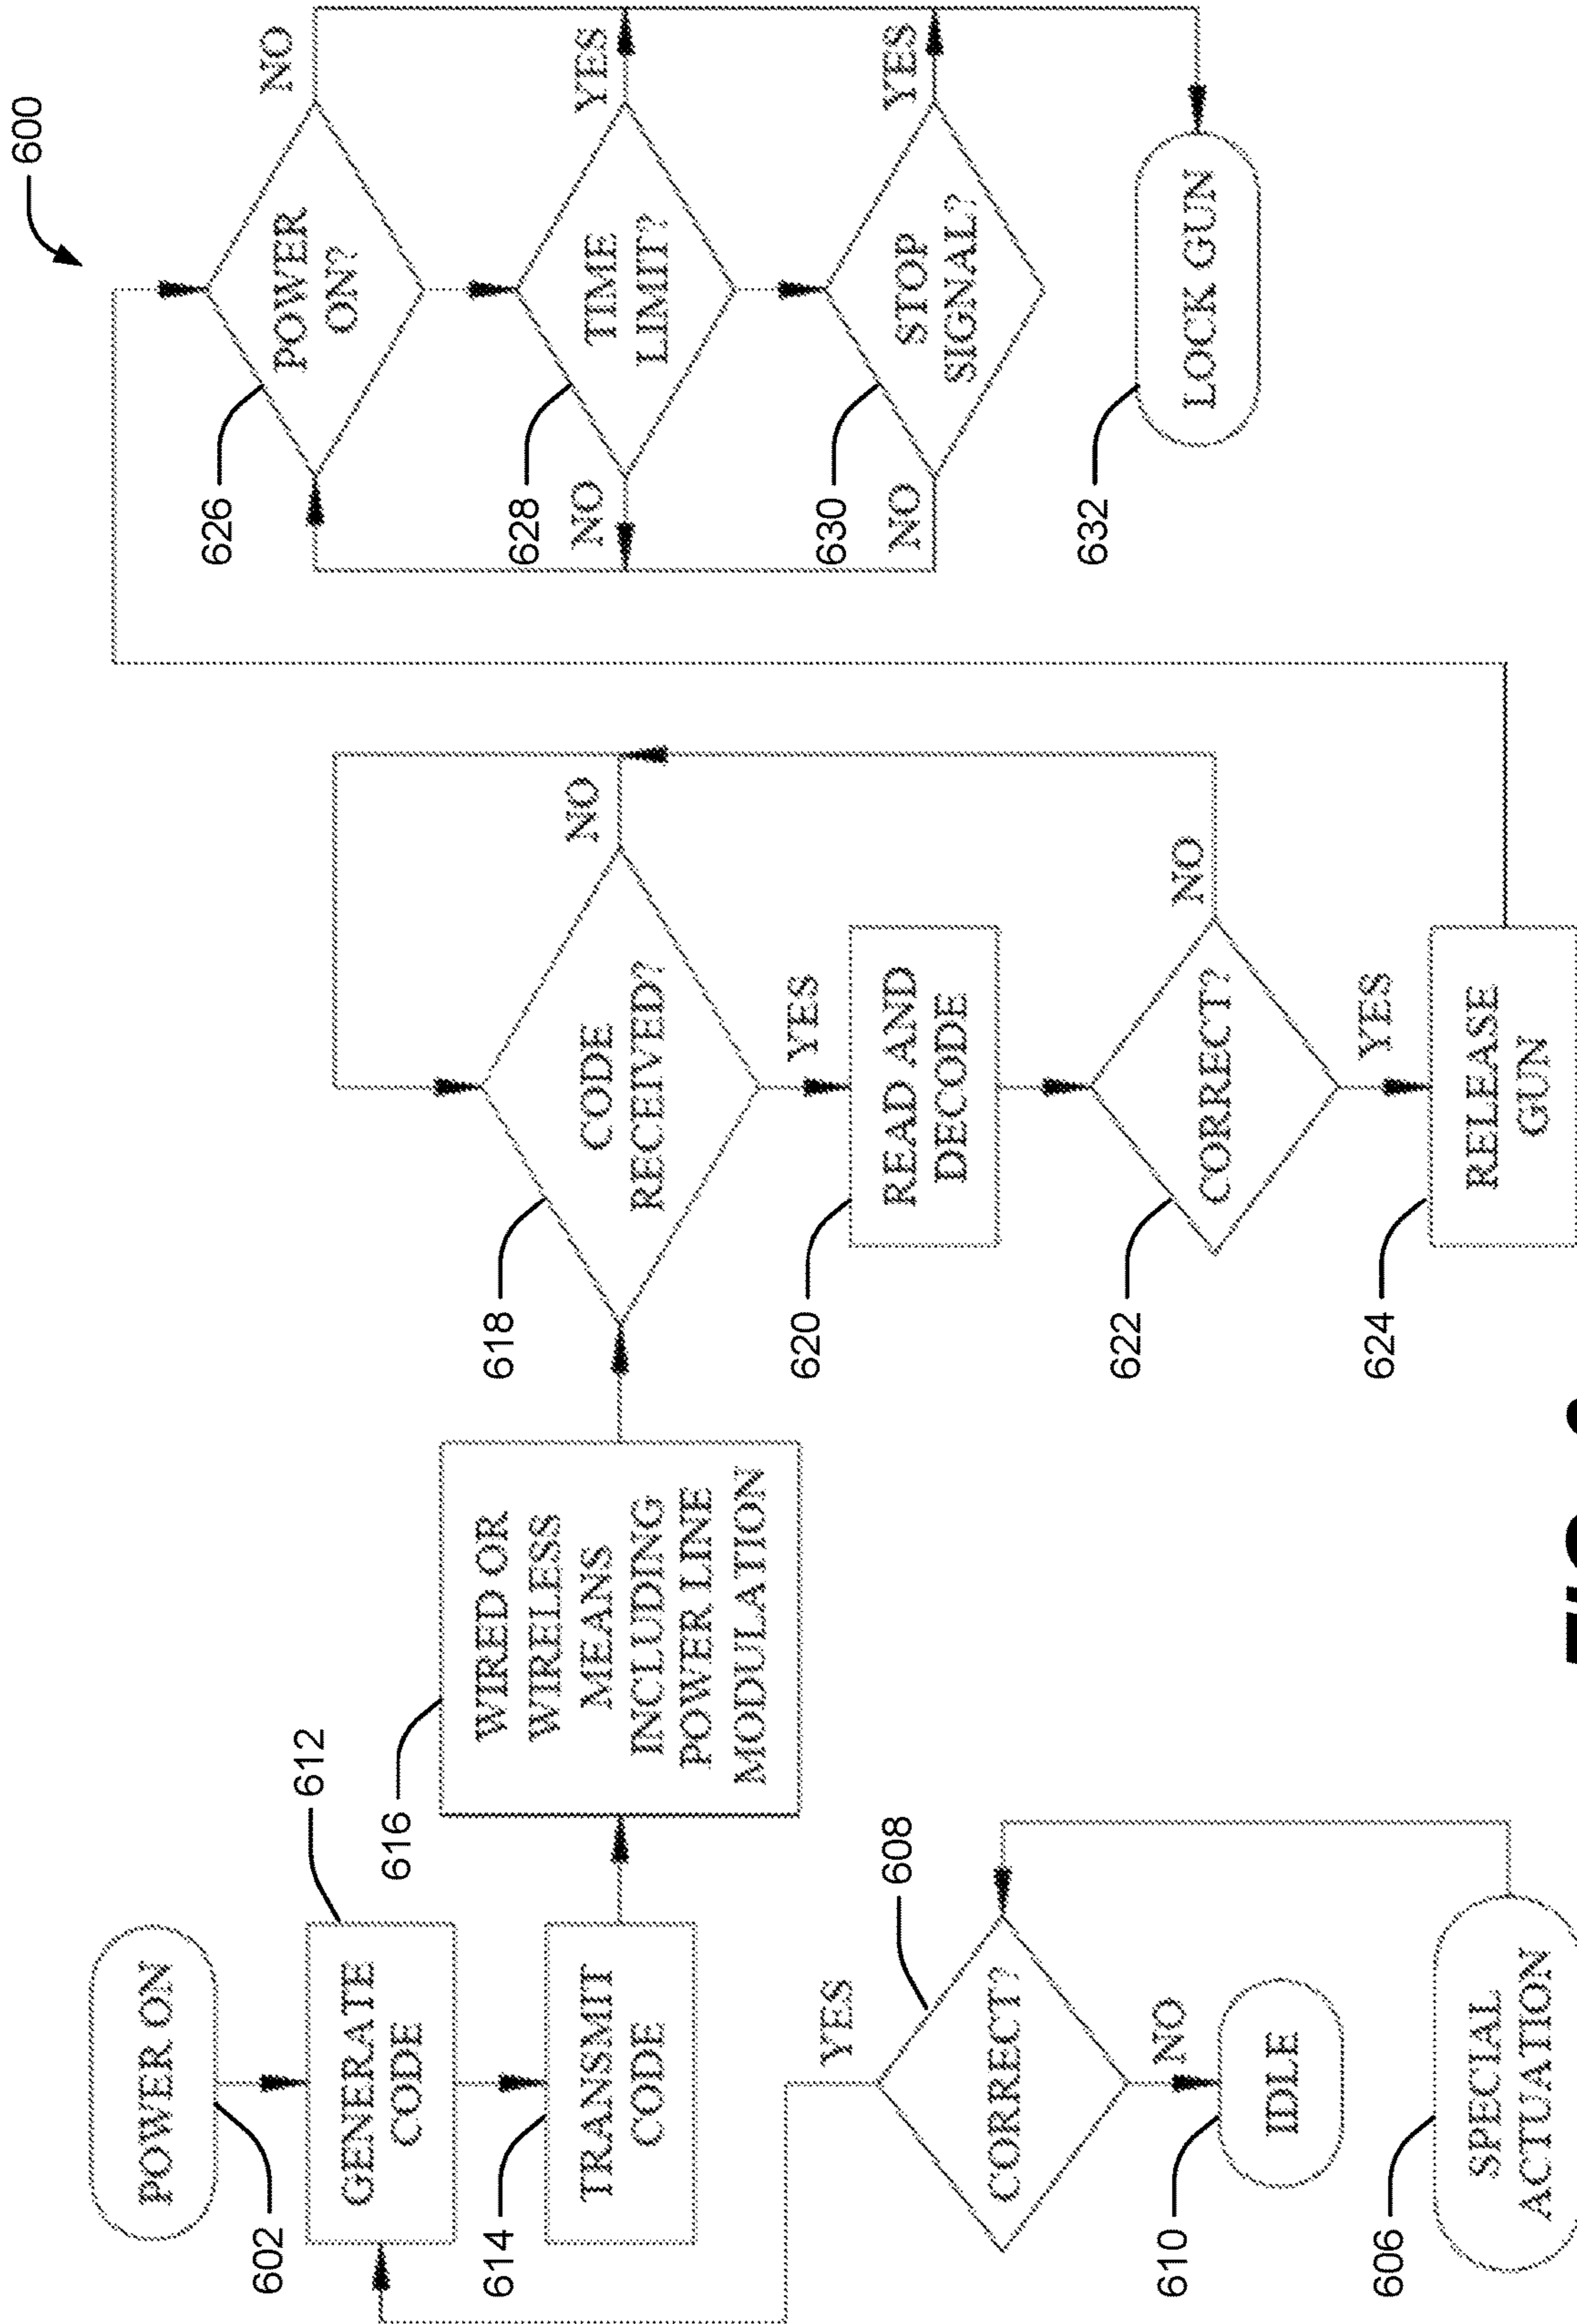 600
POWER ON
602
GENERATE
CODE
612
TRANSMIT
CODE
614
WIRED OR
WIRELESS
MEANS
INCLUDING
POWER LINE
MODULATION
616
YES
CORRECT?
608
NO
IDLE
610
SPECIAL
ACTUATION
606
CODE
RECEIVED?
618
NO
YES
READ AND
DECODE
620
CORRECT?
622
NO
YES
RELEASE
GUN
624
POWER
ON?
626
NO
TIME
LIMIT?
628
NO
YES
STOP
SIGNAL?
630
NO
YES
LOCK GUN
632